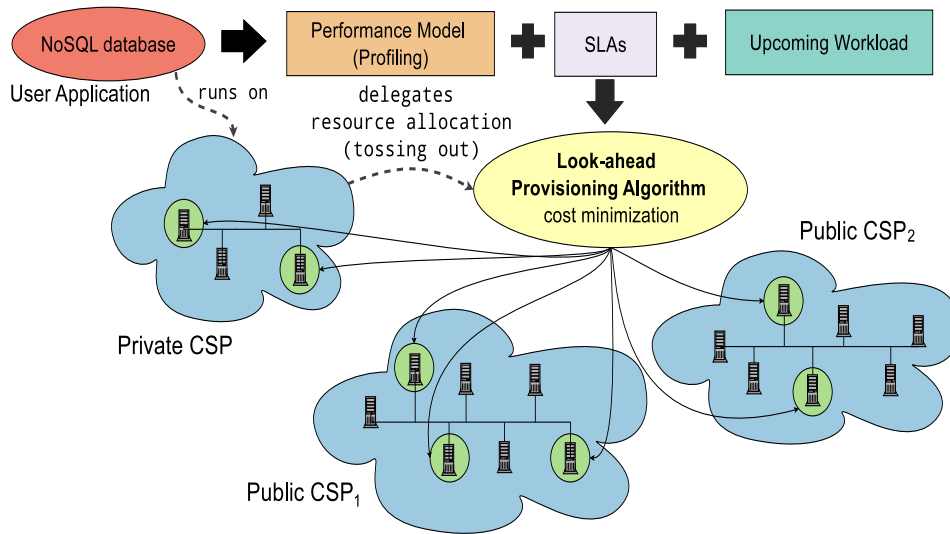 NoSQL database
Performance Model
(Profiling)
SLAs
Upcoming Workload
User Application
runs on
delegates
resource allocation
(tossing out)
Look-ahead
Provisioning Algorithm
cost minimization
Public CSP2
Private CSP
Public CSP1